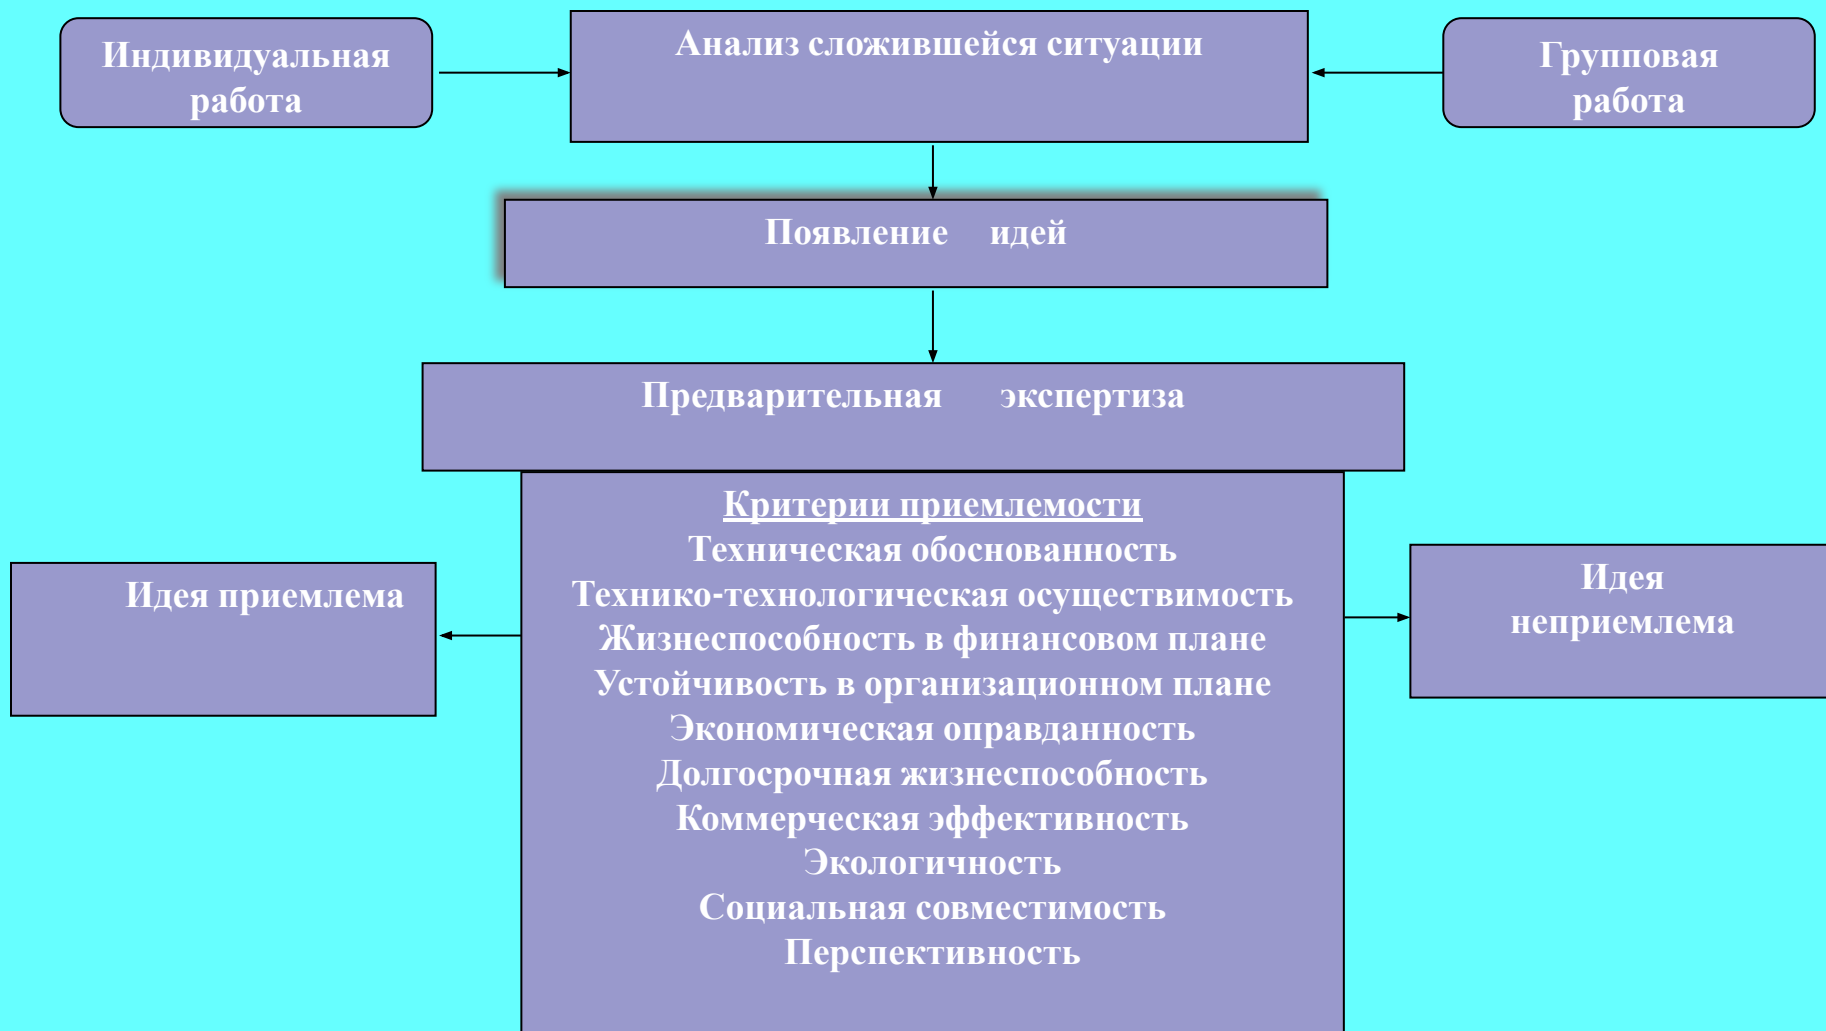 Индивидуальная
работа
Анализ сложившейся ситуации
Групповая
работа
Появление идей
Предварительная экспертиза
Критерии приемлемости
Техническая обоснованность
Технико-технологическая осуществимость
Жизнеспособность в финансовом плане
Устойчивость в организационном плане
Экономическая оправданность
Долгосрочная жизнеспособность
Коммерческая эффективность
Экологичность
Социальная совместимость
Перспективность
Идея приемлема
Идея
неприемлема